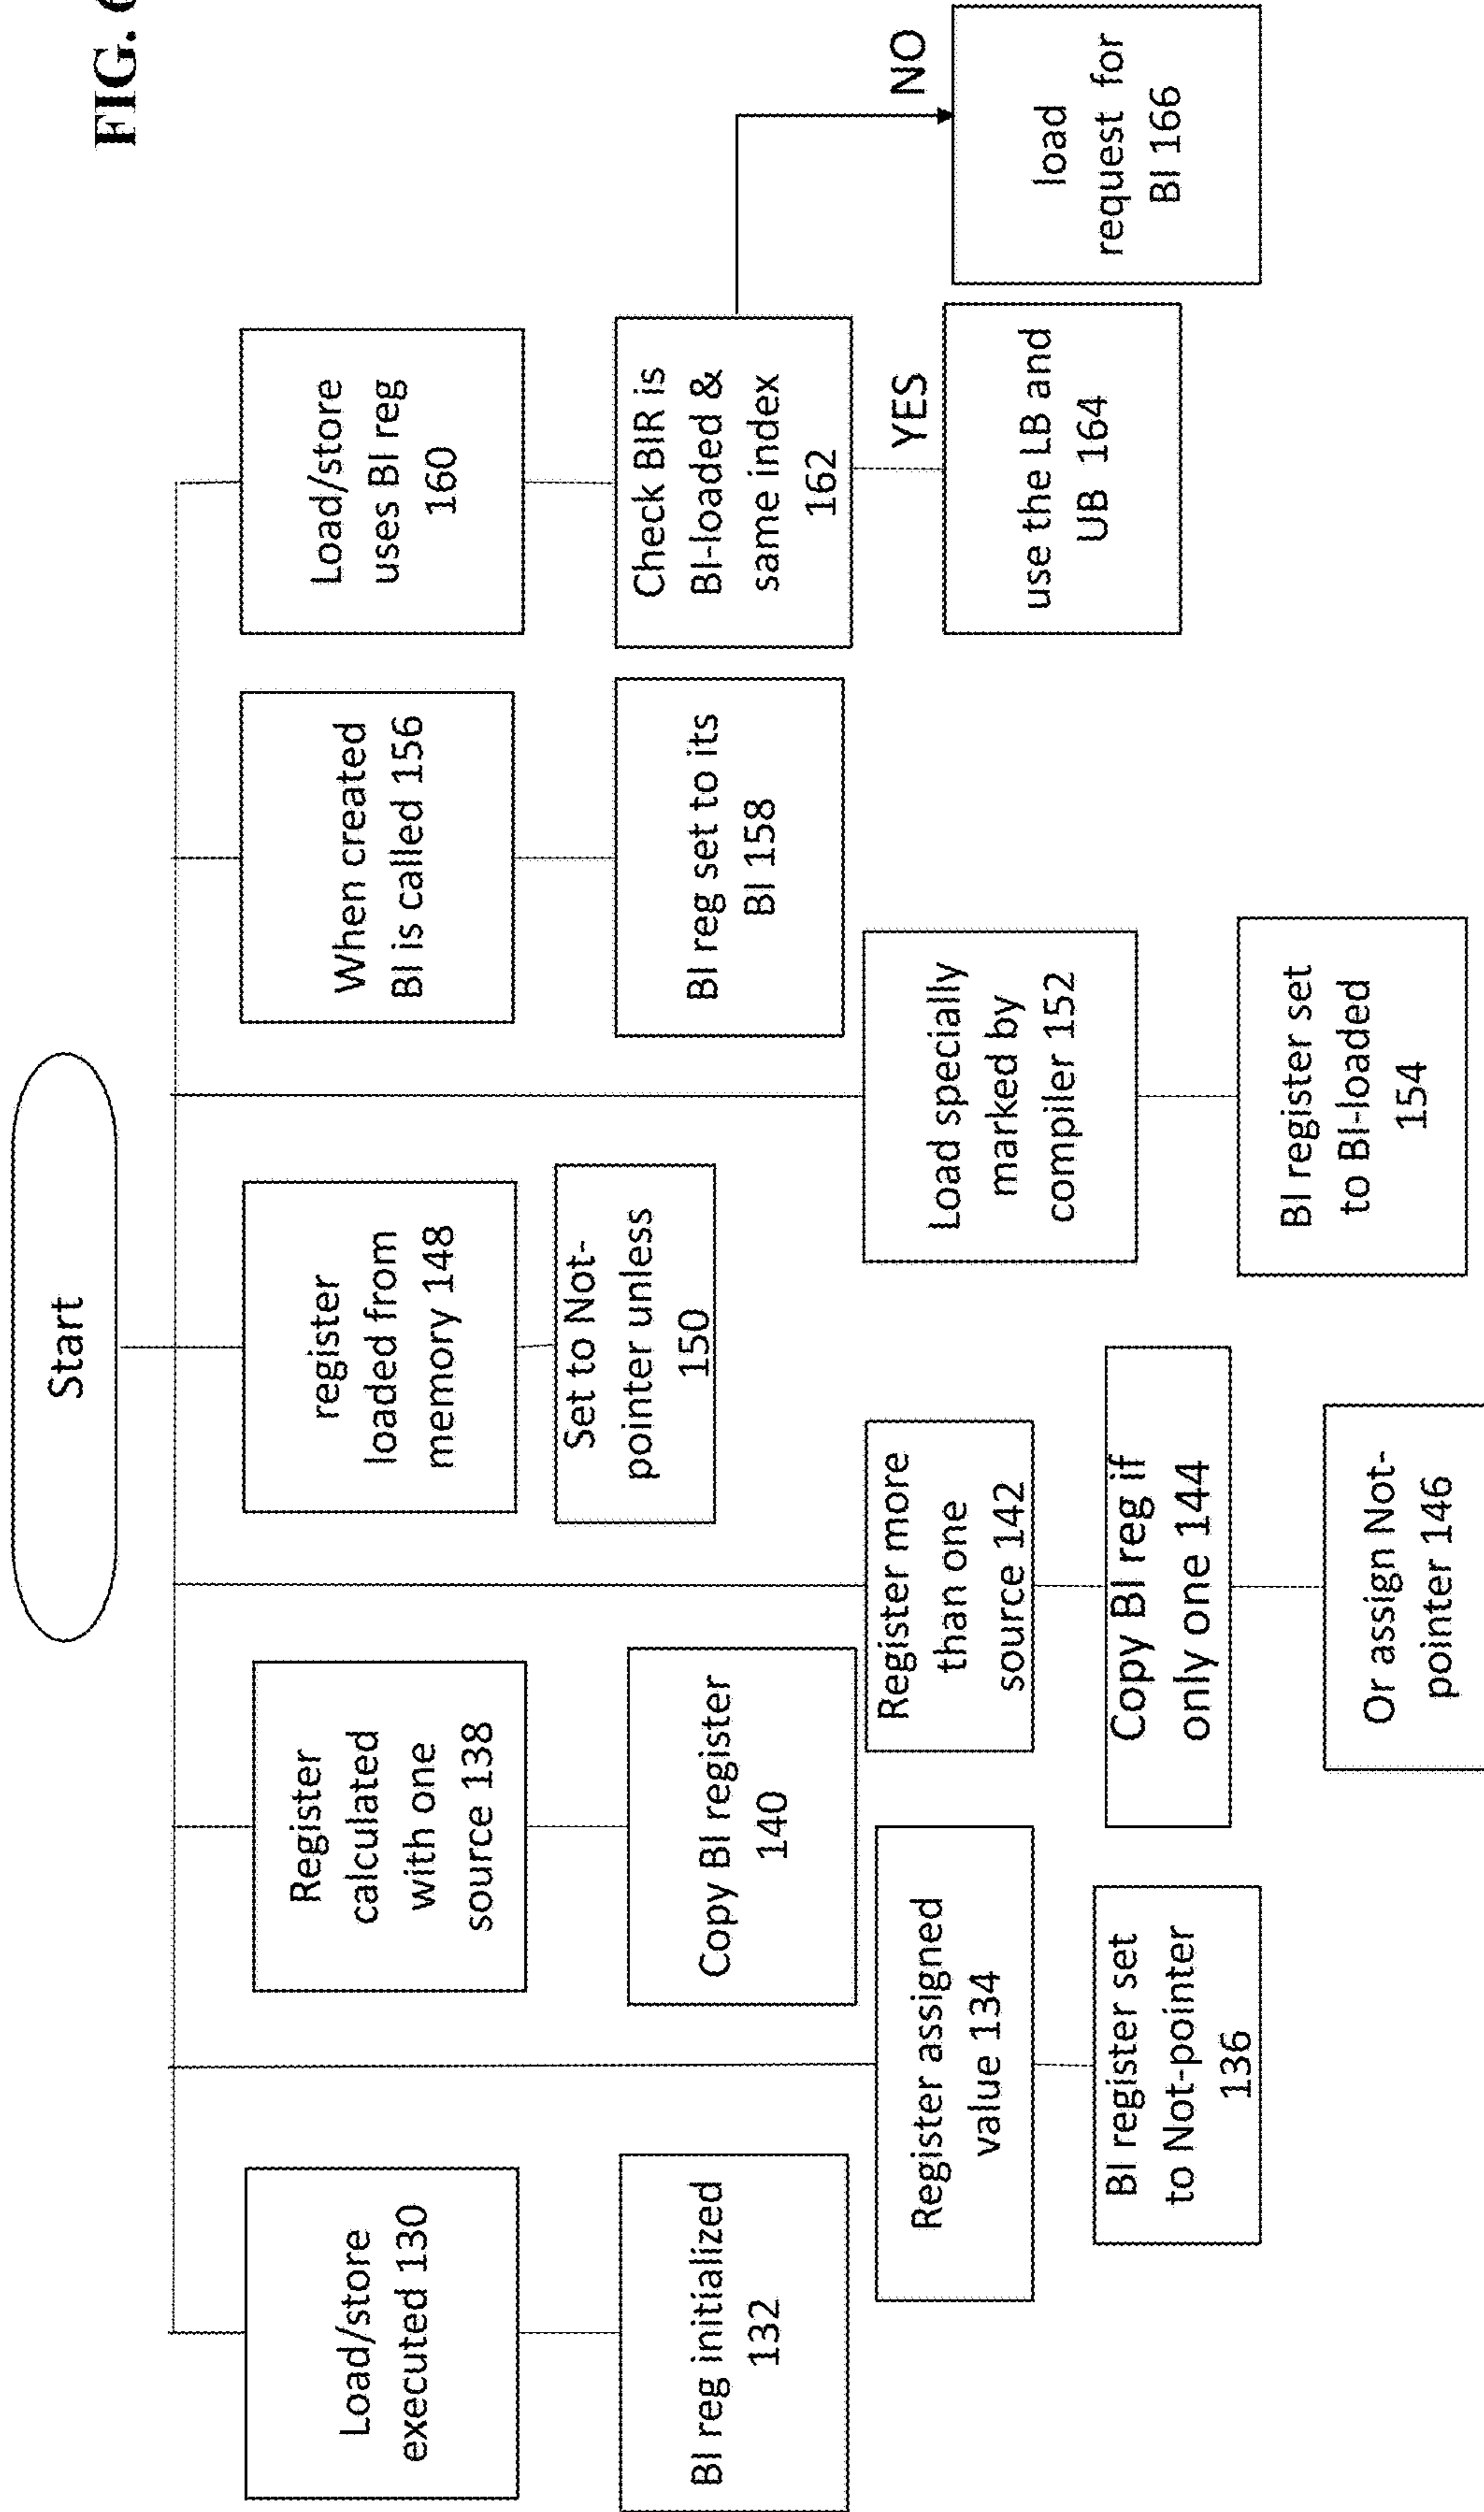 FIG.
Start
Load/store
executed 130
BI reg initialized
132
Register assigned
value 134
BI register set
to Not-pointer
136
Register
calculated
with one
source 138
Copy BI register
140
Register more
than one
source 142
Copy BI reg if
only one 144
Or assign Not-
pointer 146
register
loaded from
memory 148
Set to Not-
pointer unless
150
Load specially
marked by
compiler 152
BI register set
to BI-loaded
154
When created
BI is called 156
BI reg set to its
BI 158
Load/store
uses BI reg
160
Check BIR is
BI-loaded &
same index
162
YES
use the LB and
UB 164
NO
load
request for
BI 166